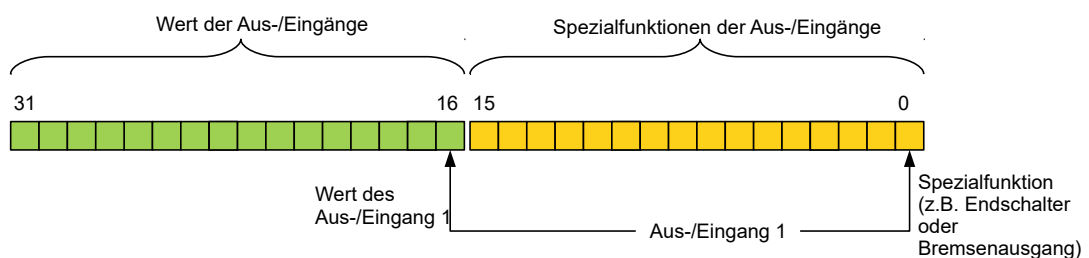 Wert der Aus-/Eingänge
Spezialfunktionen der Aus-/Eingänge
31
16
15
0
Wert des
Aus-/Eingang 1
Aus-/Eingang 1
Spezialfunktion
(z.B. Endschalter
oder
Bremsenausgang)